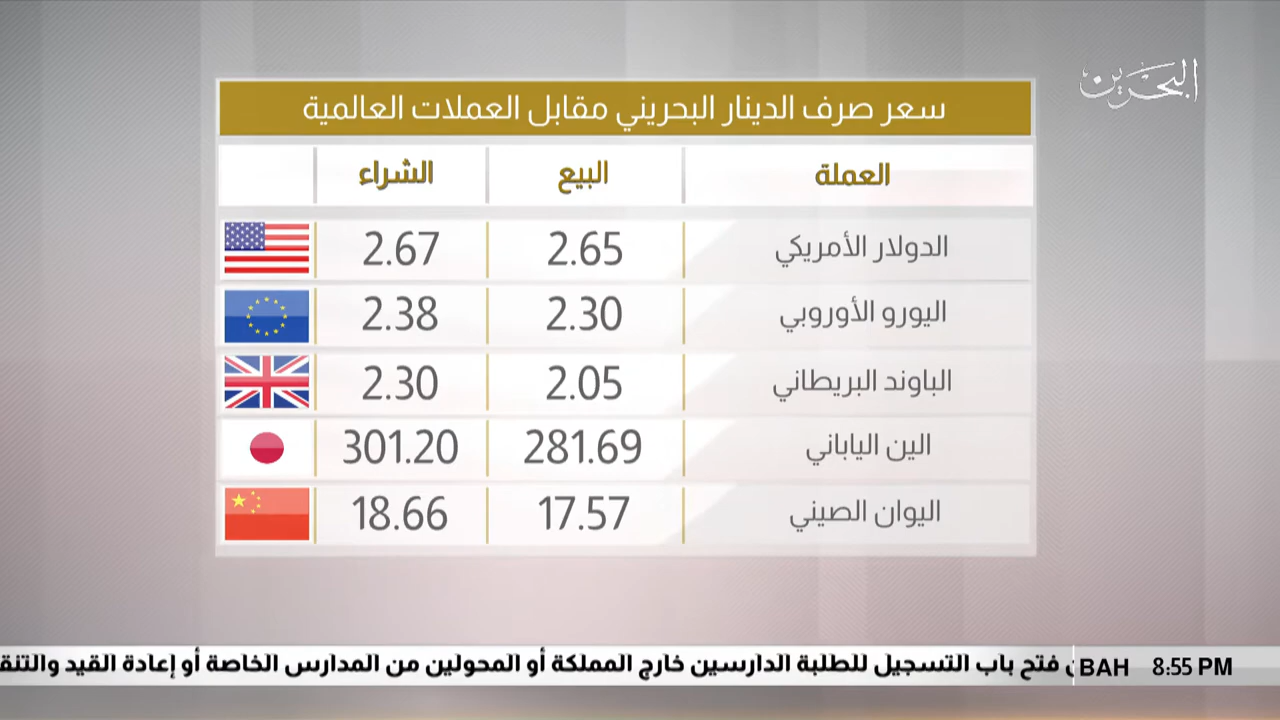 البحرين
سعر صرف الدينار البحريني مقابل العملات العالمية
العملة البيع الشراء
الدولار الأمريكي 2.65 2.67
اليورو الأوروبي 2.30 2.38
الباوند البريطاني 2.05 2.30
الين الياباني 281.69 301.20
اليوان الصيني 17.57 18.66
BAH 8:55 PM
فتح باب التسجيل للطلبة الدارسين خارج المملكة أو المحولين من المدارس الخاصة أو إعادة القيد